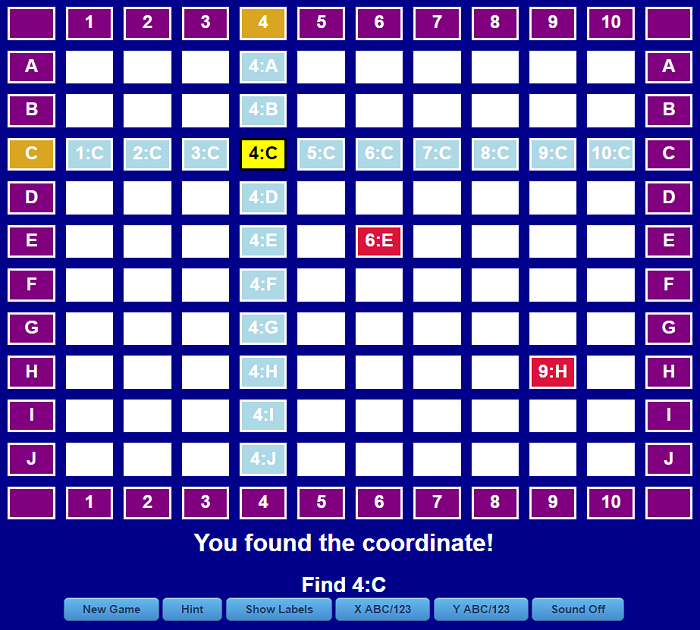 1 2 3 4 5 6 7 8 9 10
A 4:A A
B 4:B B
C 1:C 2:C 3:C 4:C 5:C 6:C 7:C 8:C 9:C 10:C C
D 4:D D
E 4:E 6:E E
F 4:F F
G 4:G G
H 4:H 9:H H
I 4:I I
J 4:J J
1 2 3 4 5 6 7 8 9 10
You found the coordinate!
Find 4:C
New Game Hint Show Labels X ABC/123 Y ABC/123 Sound Off